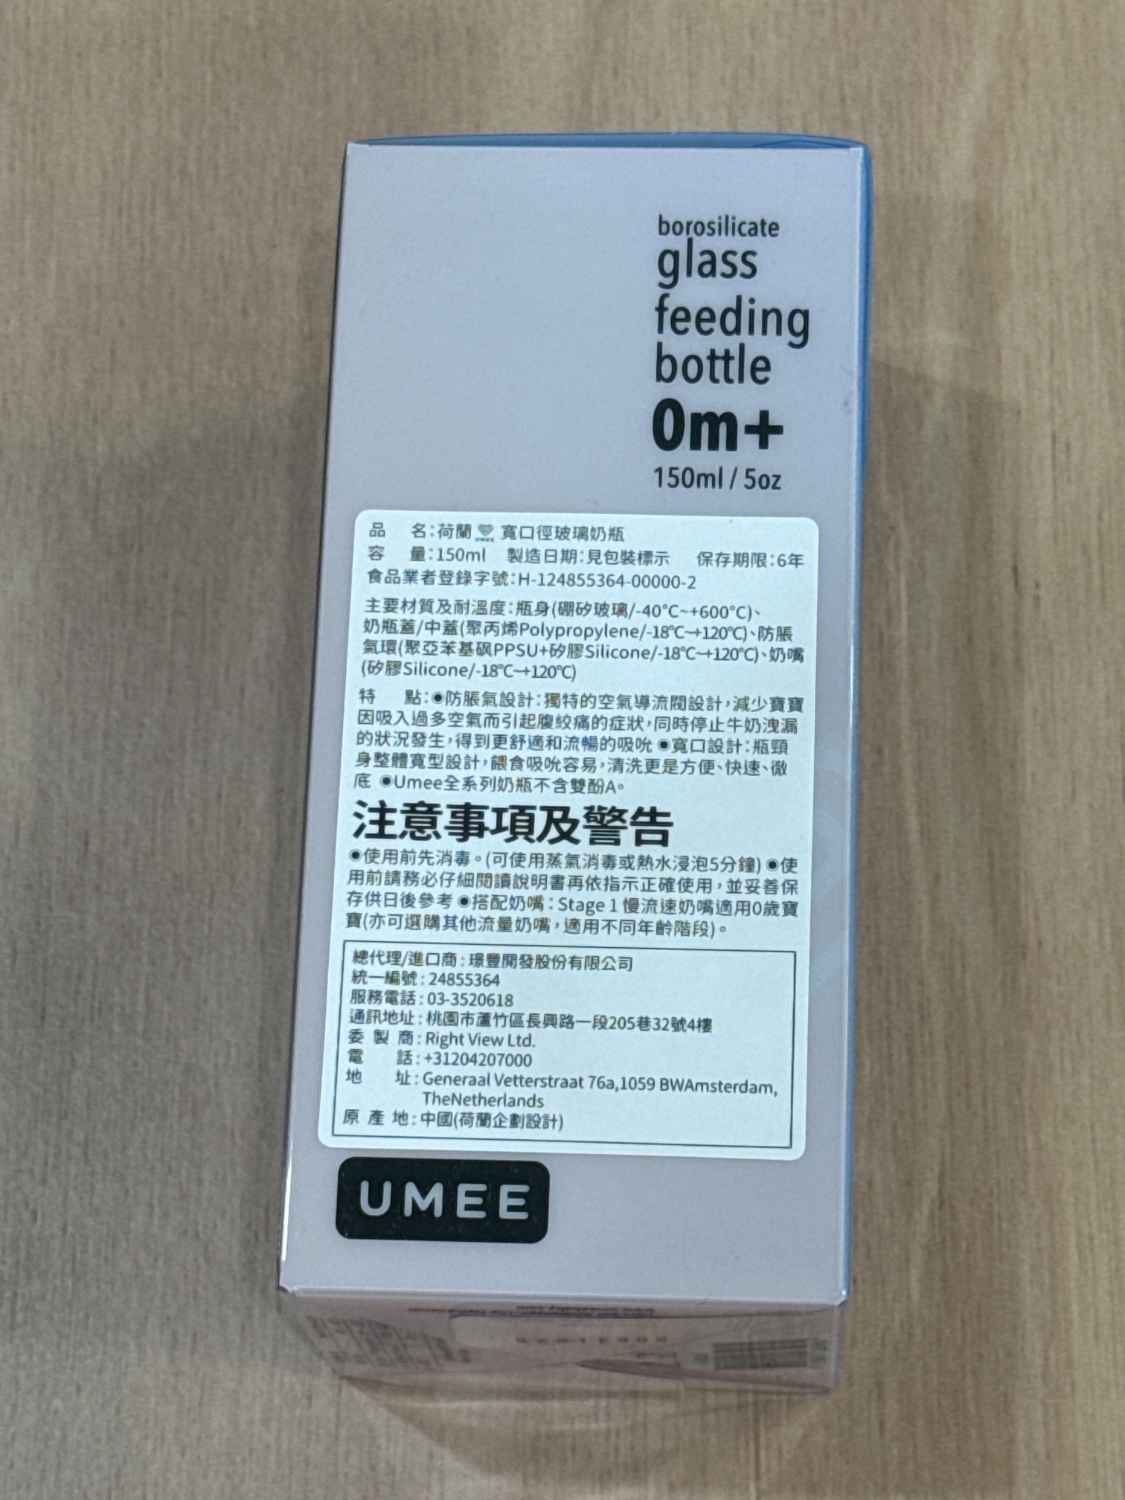 borosilicate
glass
feeding
bottle
0m+
150ml / 5oz
品 名:荷蘭 UMEE 寬口徑玻璃奶瓶
容 量:150ml 製造日期:見包裝標示 保存期限:6年
食品業者登錄字號:H-124855364-00000-2
主要材質及耐溫度:瓶身(硼矽玻璃/-40°C~+600°C)、
奶瓶蓋/中蓋(聚丙烯Polypropylene/-18℃~+120℃)、防脹
氣環(聚亞苯基砜PPSU+矽膠Silicone/-18℃~+120℃)、奶嘴
(矽膠Silicone/-18℃~+120℃)
特 點:◉防脹氣設計:獨特的空氣導流閥設計,減少寶寶
因吸入過多空氣而引起腹絞痛的症狀,同時停止牛奶洩漏
的狀況發生,得到更舒適和流暢的吸吮 ◉寬口設計:瓶頸
身整體寬型設計,餵食吸吮容易,清洗更是方便、快速、徹
底 ◉Umee全系列奶瓶不含雙酚A。
注意事項及警告
◉使用前先消毒。(可使用蒸氣消毒或熱水浸泡5分鐘) ◉使
用前請務必仔細閱讀說明書再依指示正確使用,並妥善保
存供日後參考 ◉搭配奶嘴:Stage 1 慢流速奶嘴適用0歲寶
寶(亦可選購其他流量奶嘴,適用不同年齡階段)。
總代理/進口商:環豐開發股份有限公司
統一編號:24855364
服務電話:03-3520618
通訊地址:桃園市蘆竹區長興路一段205巷32號4樓
委 製 商:Right View Ltd.
電 話:+31204207000
地 址:Generaal Vetterstraat 76a,1059 BWAmsterdam,
TheNetherlands
原 產 地:中國(荷蘭企劃設計)
UMEE